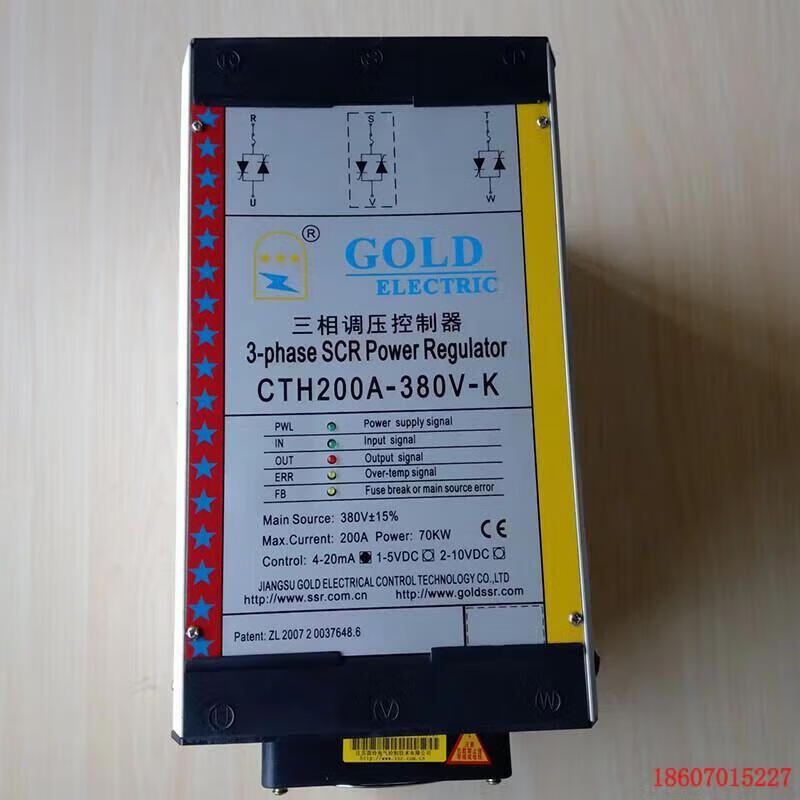 R S T
R S T
U V W
®
GOLD
ELECTRIC
三相调压控制器
3-phase SCR Power Regulator
CTH200A-380V-K
PWL Power supply signal
IN Input signal
OUT Output signal
ERR Over-temp signal
FB Fuse break or main source error
Main Source: 380V±15%
Max.Current: 200A Power: 70KW CE
Control: 4-20mA 1-5VDC 2-10VDC
JIANGSU GOLD ELECTRICAL CONTROL TECHNOLOGY CO.,LTD
http://www.ssr.com.cn http://www.goldssr.com
Patent: ZL 2007 2 0037648.6
U V W
www.ssr.com.cn
18607015227